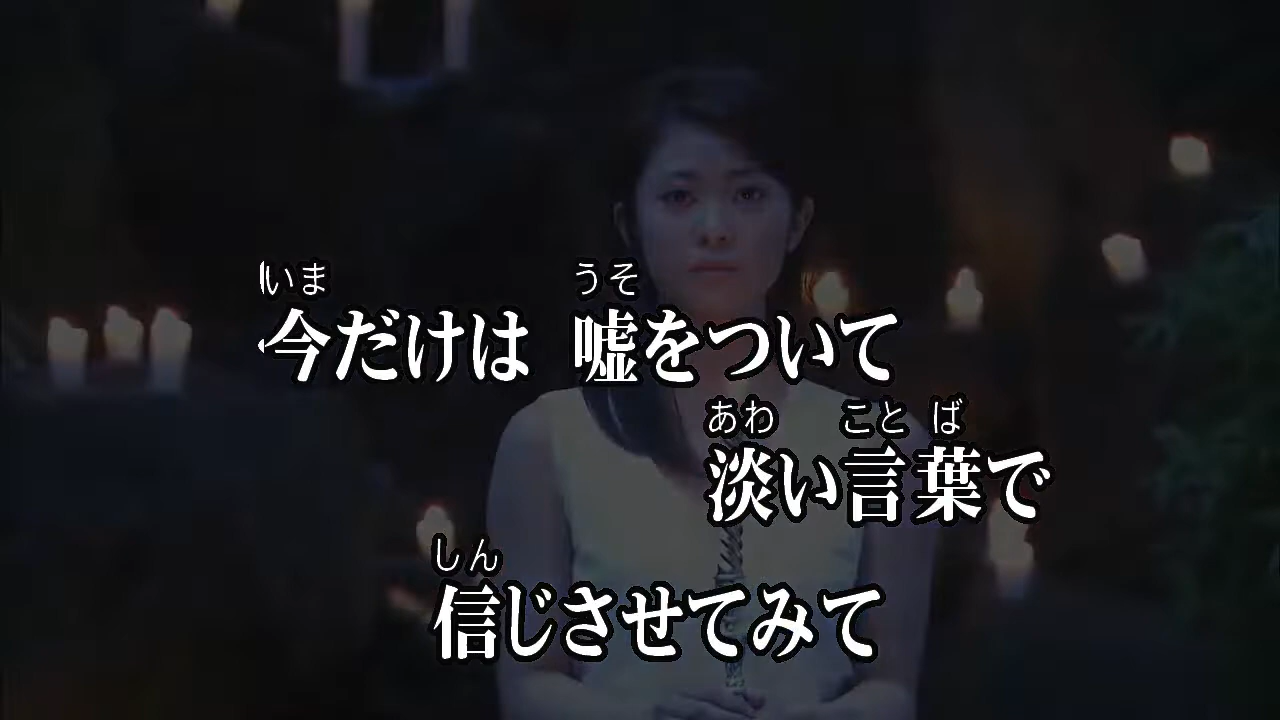 いま うそ
今だけは 嘘をついて
あわ ことば
淡い言葉で
しん
信じさせてみて